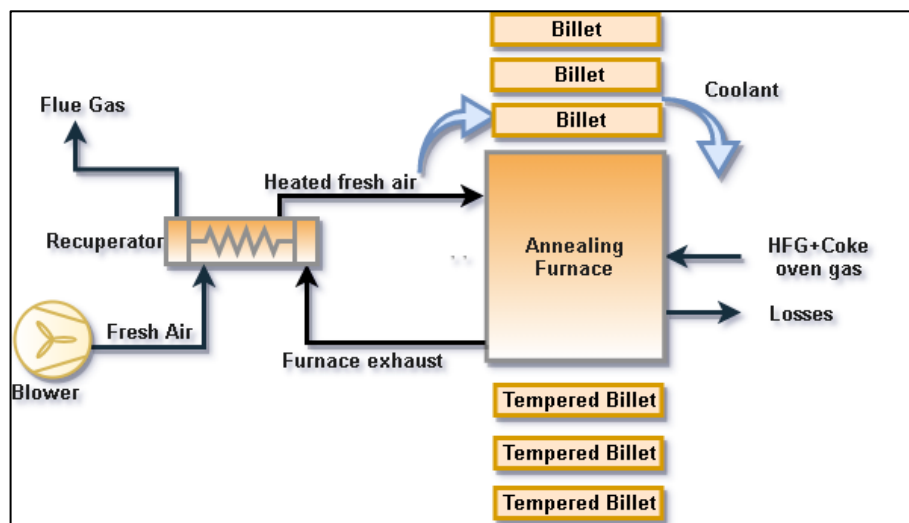 Billet
Billet
Coolant
Flue Gas
Billet
Heated fresh air
Recuperator
Annealing
Furnace
HFG+Coke
oven gas
Losses
Fresh Air
Furnace exhaust
Blower
Tempered Billet
Tempered Billet
Tempered Billet